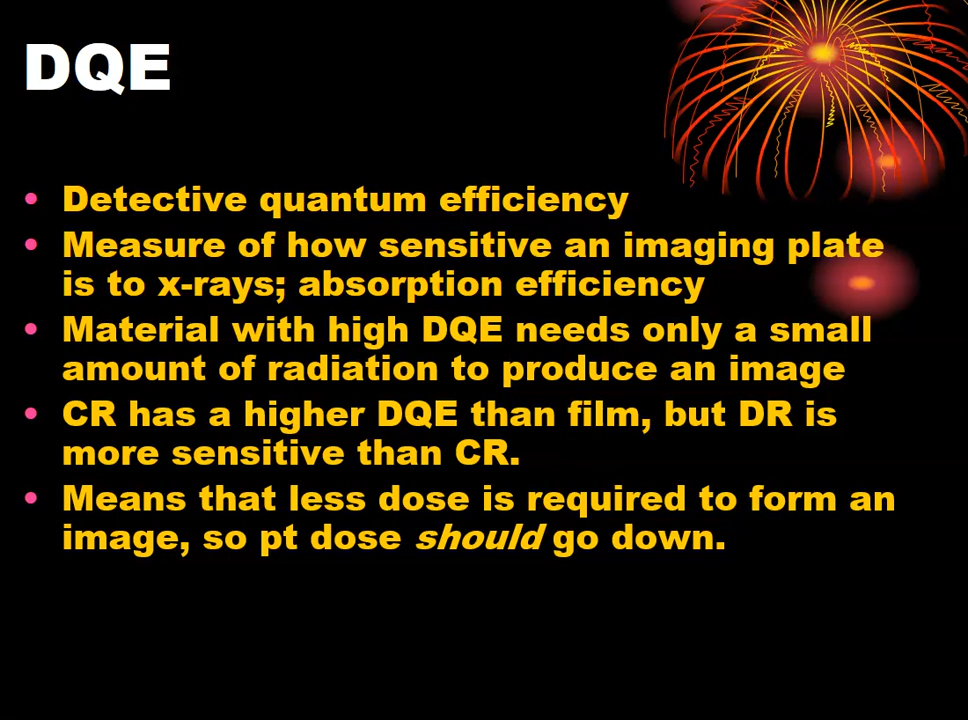 DQE
• Detective quantum efficiency
• Measure of how sensitive an imaging plate
is to x-rays; absorption efficiency
• Material with high DQE needs only a small
amount of radiation to produce an image
• CR has a higher DQE than film, but DR is
more sensitive than CR.
• Means that less dose is required to form an
image, so pt dose should go down.